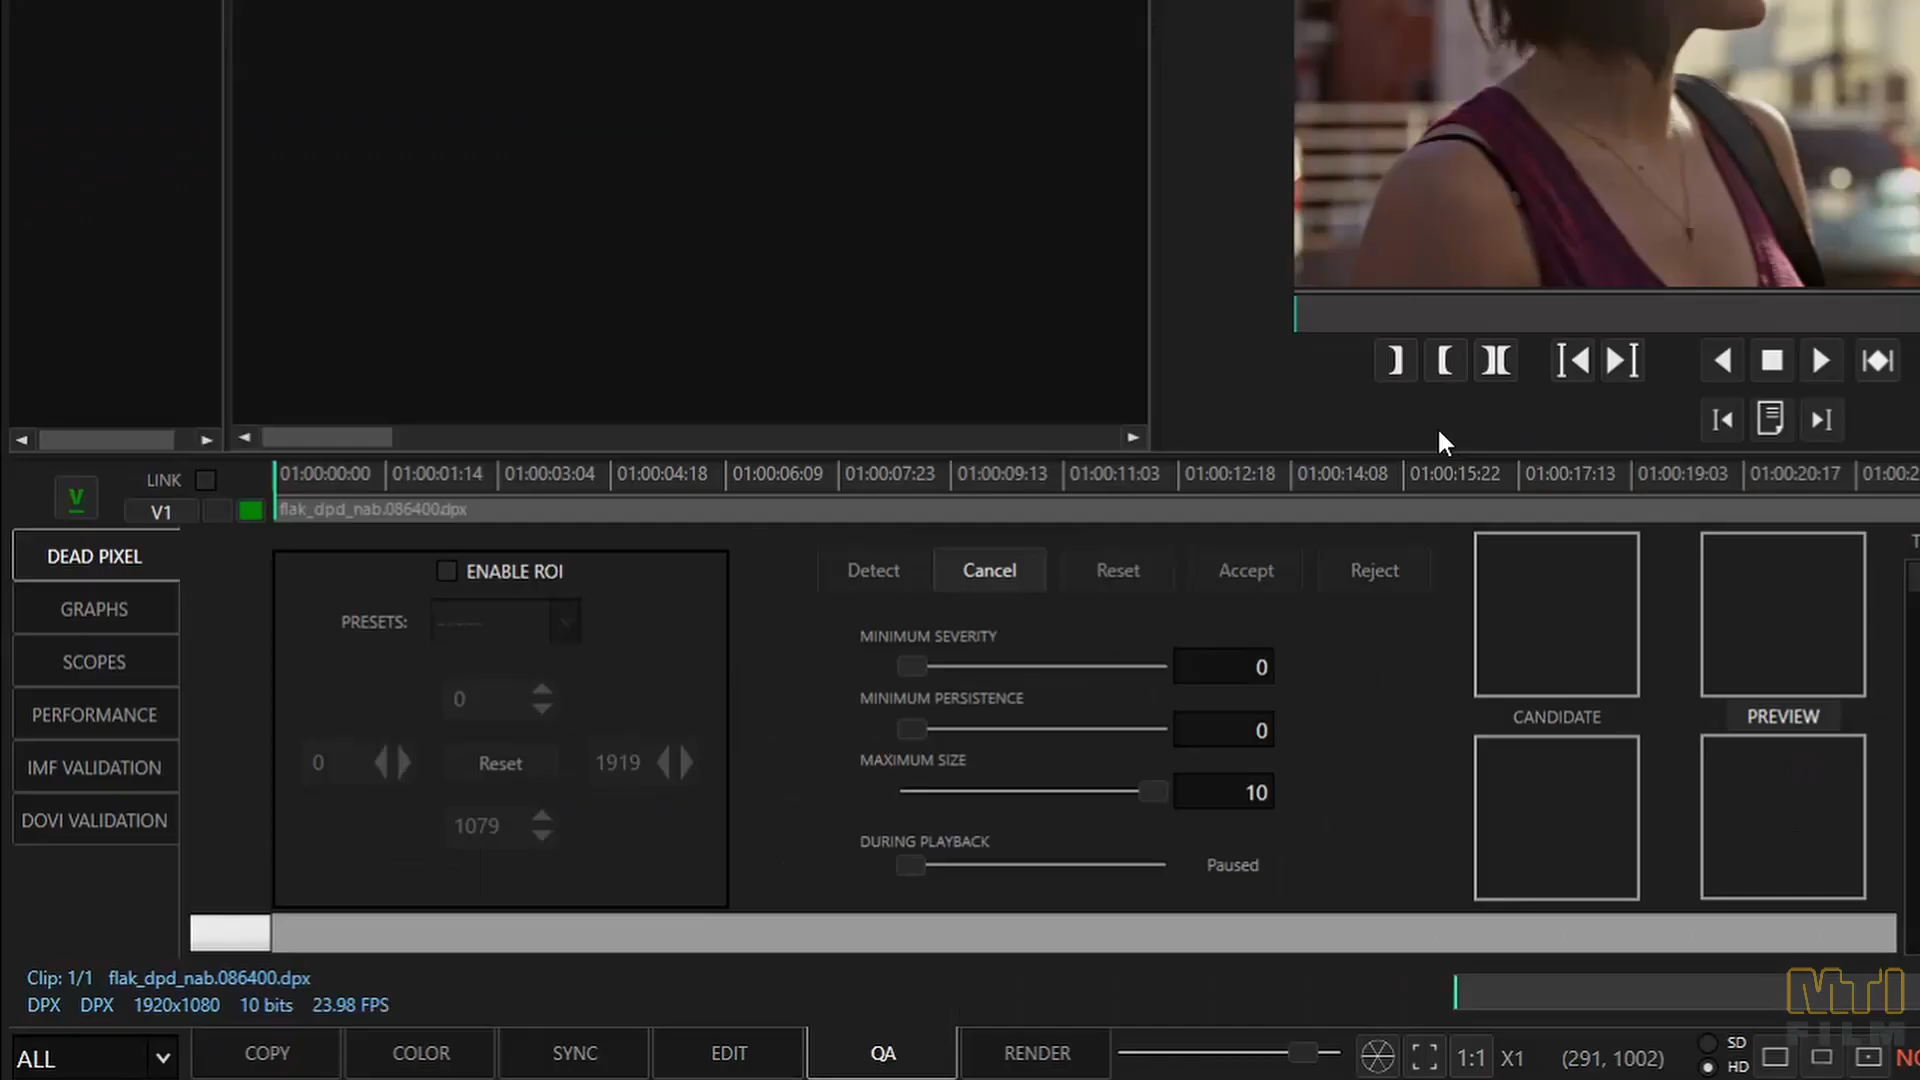 LINK
V
V1
01:00:00:00 01:00:01:14 01:00:03:04 01:00:04:18 01:00:06:09 01:00:07:23 01:00:09:13 01:00:11:03 01:00:12:18 01:00:14:08 01:00:15:22 01:00:17:13 01:00:19:03 01:00:20:17 01:00:2
flak_dpd_nab.086400.dpx
DEAD PIXEL
GRAPHS
SCOPES
PERFORMANCE
IMF VALIDATION
DOVI VALIDATION
ENABLE ROI
PRESETS:
0
0 Reset 1919
1079
Detect Cancel Reset Accept Reject
MINIMUM SEVERITY
0
MINIMUM PERSISTENCE
0
MAXIMUM SIZE
10
DURING PLAYBACK
Paused
CANDIDATE PREVIEW
Clip: 1/1 flak_dpd_nab.086400.dpx
DPX DPX 1920x1080 10 bits 23.98 FPS
MTI
FILM
ALL COPY COLOR SYNC EDIT QA RENDER 1:1 X1 (291, 1002) SD
HD